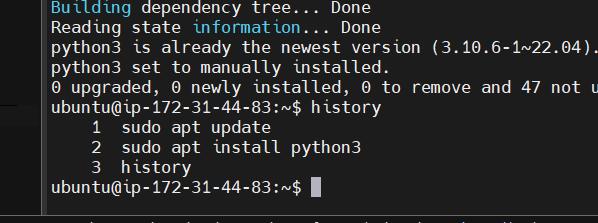 Building dependency tree... Done
Reading state information... Done
python3 is already the newest version (3.10.6-1~22.04).
python3 set to manually installed.
0 upgraded, 0 newly installed, 0 to remove and 47 not u
ubuntu@ip-172-31-44-83:~$ history
1 sudo apt update
2 sudo apt install python3
3 history
ubuntu@ip-172-31-44-83:~$